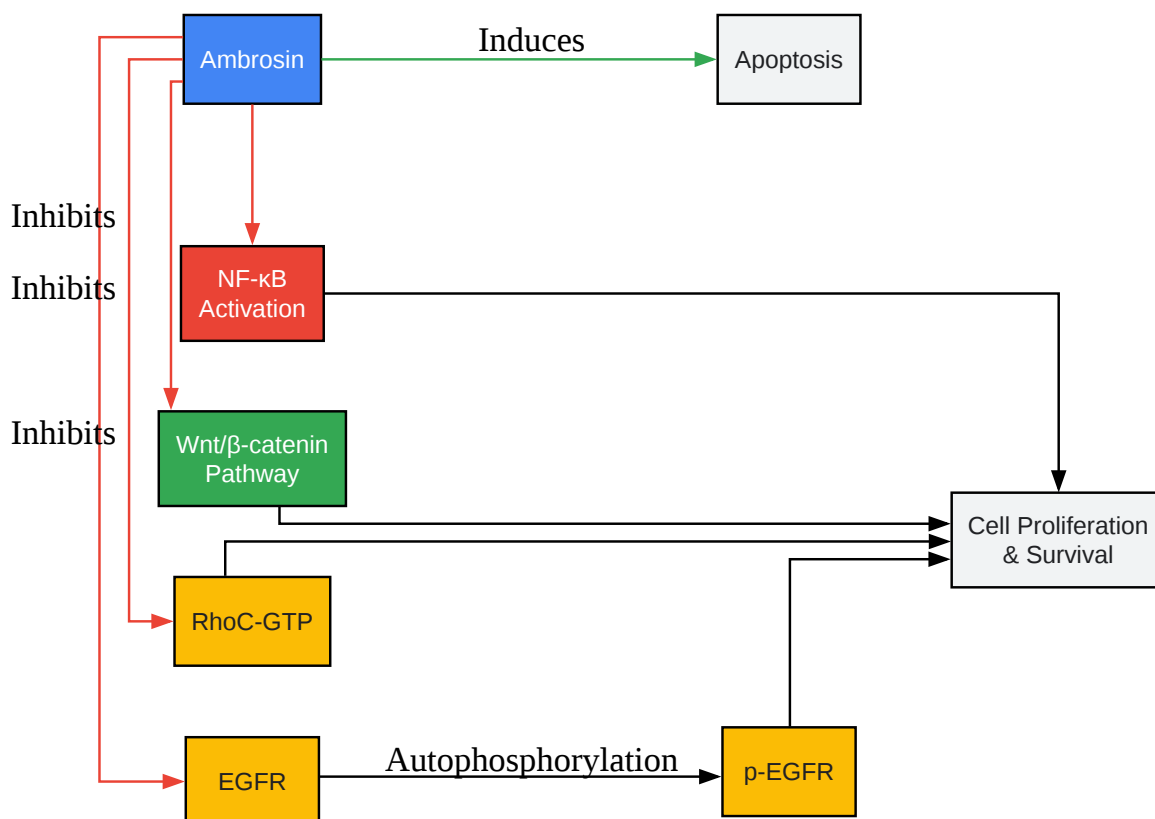 Induces
Ambrosin
Apoptosis
Inhibits
NF-κB
Activation
Inhibits
Inhibits
Wnt/β-catenin
Pathway
Cell Proliferation
& Survival
RhoC-GTP
Autophosphorylation
EGFR
p-EGFR